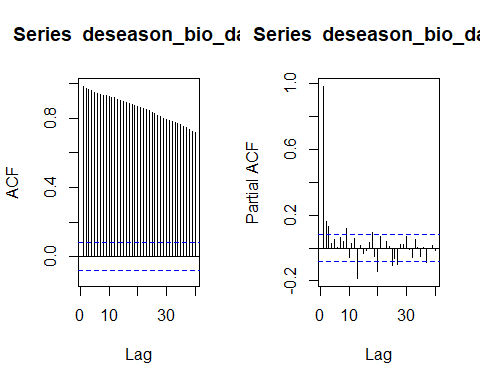 Series deseason_bio_da
ACF
0.0 0.4 0.8
0 10 30
Lag
Series deseason_bio_da
Partial ACF
-0.2 0.2 0.6 1.0
0 10 30
Lag